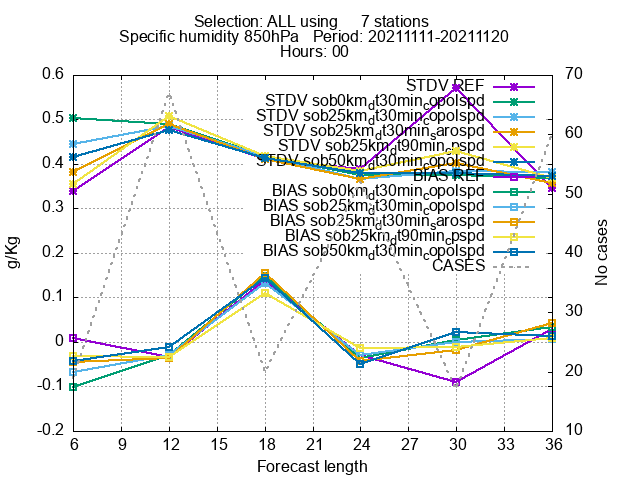 Selection: ALL using 7 stations
Specific humidity 850hPa Period: 20211111-20211120
Hours: 00
0.6
0.5
0.4
0.3
0.2
0.1
0
-0.1
-0.2
g/Kg
70
60
50
40
30
20
10
No cases
STDV REF
STDV sob0km_dt30min_copolspd
STDV sob25km_dt30min_copolspd
STDV sob25km_dt30min_sarospd
STDV sob25km_dt90min_cpspd
STDV sob50km_dt30min_copolspd
BIAS REF
BIAS sob0km_dt30min_copolspd
BIAS sob25km_dt30min_copolspd
BIAS sob25km_dt30min_sarospd
BIAS sob25km_dt90min_cpspd
BIAS sob50km_dt30min_copolspd
CASES
6 9 12 15 18 21 24 27 30 33 36
Forecast length